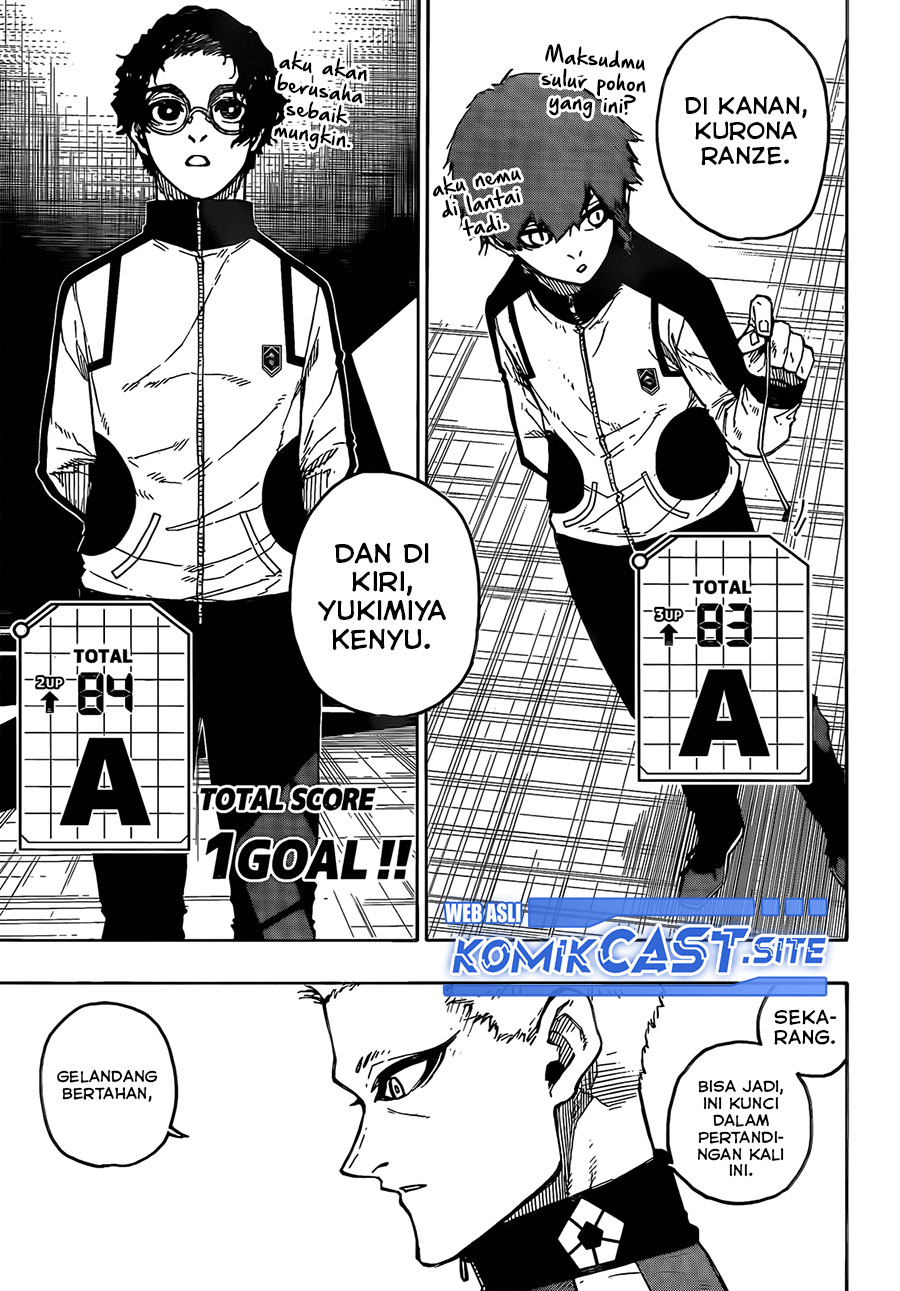 DI KANAN,
KURONA
RANZE.
Maksudmu
sulur pohon
yang ini?
aku nemu
di lantai
tadi.
TOTAL
3UP
83
A
aku akan
berusaha
sebaik
mungkin.
DAN DI
KIRI,
YUKIMIYA
KENYU.
TOTAL
2UP
84
A
TOTAL SCORE
1 GOAL !!
WEB ASLI
KOMIKCAST.SITE
SEKA-
RANG.
BISA JADI,
INI KUNCI
DALAM
PERTANDI-
NGAN KALI
INI.
GELANDANG
BERTAHAN,